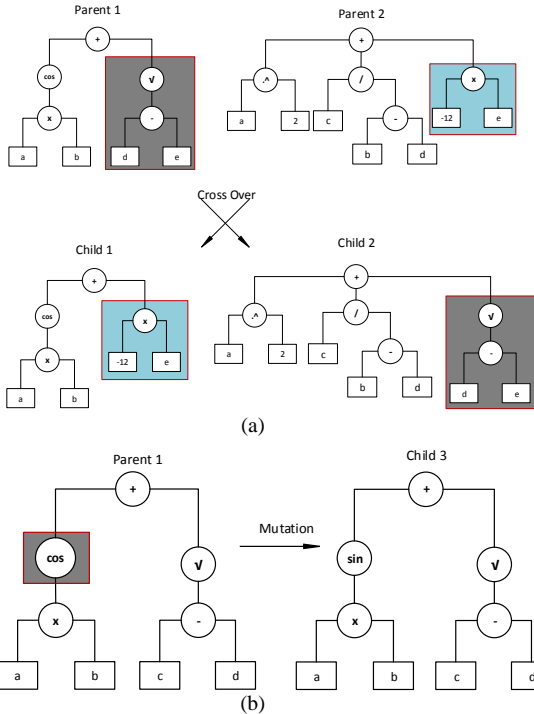 Parent 1 Parent 2
+ +
cos √ .^ / x
x - a 2 c - -12 e
a b d e b d
Cross Over
Child 1 Child 2
+ +
cos x .^ / √
x -12 e a 2 c - -
a b b d d e
(a)
Parent 1 Child 3
+ +
Mutation
cos √ sin √
x - x -
a b c d a b c d
(b)